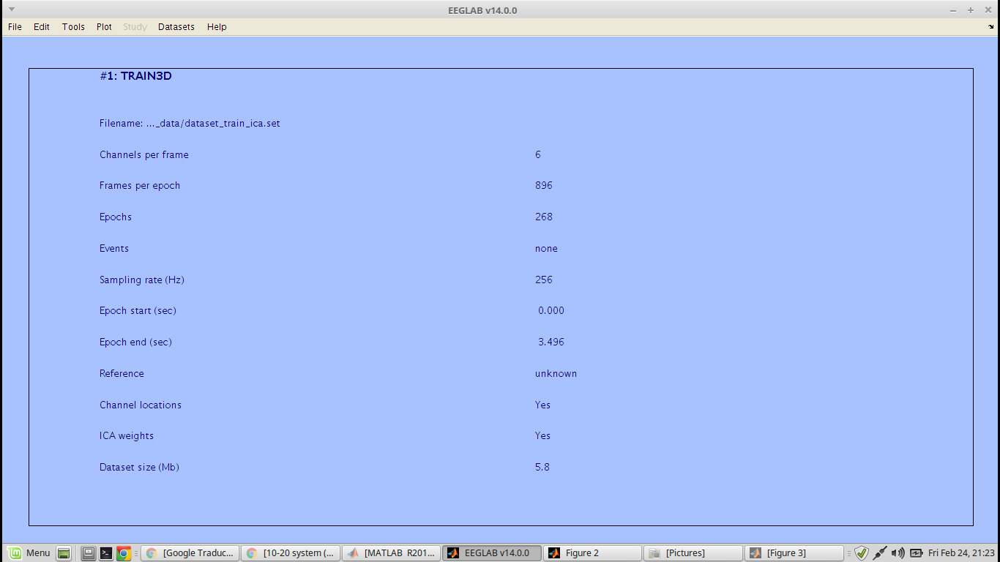 EEGLAB v14.0.0
File Edit Tools Plot Study Datasets Help
#1: TRAIN3D
Filename: ..._data/dataset_train_ica.set
Channels per frame 6
Frames per epoch 896
Epochs 268
Events none
Sampling rate (Hz) 256
Epoch start (sec) 0.000
Epoch end (sec) 3.496
Reference unknown
Channel locations Yes
ICA weights Yes
Dataset size (Mb) 5.8
Menu [Google Traduc... [10-20 system (... [MATLAB R201... EEGLAB v14.0.0 Figure 2 [Pictures] [Figure 3] Fri Feb 24, 21:23